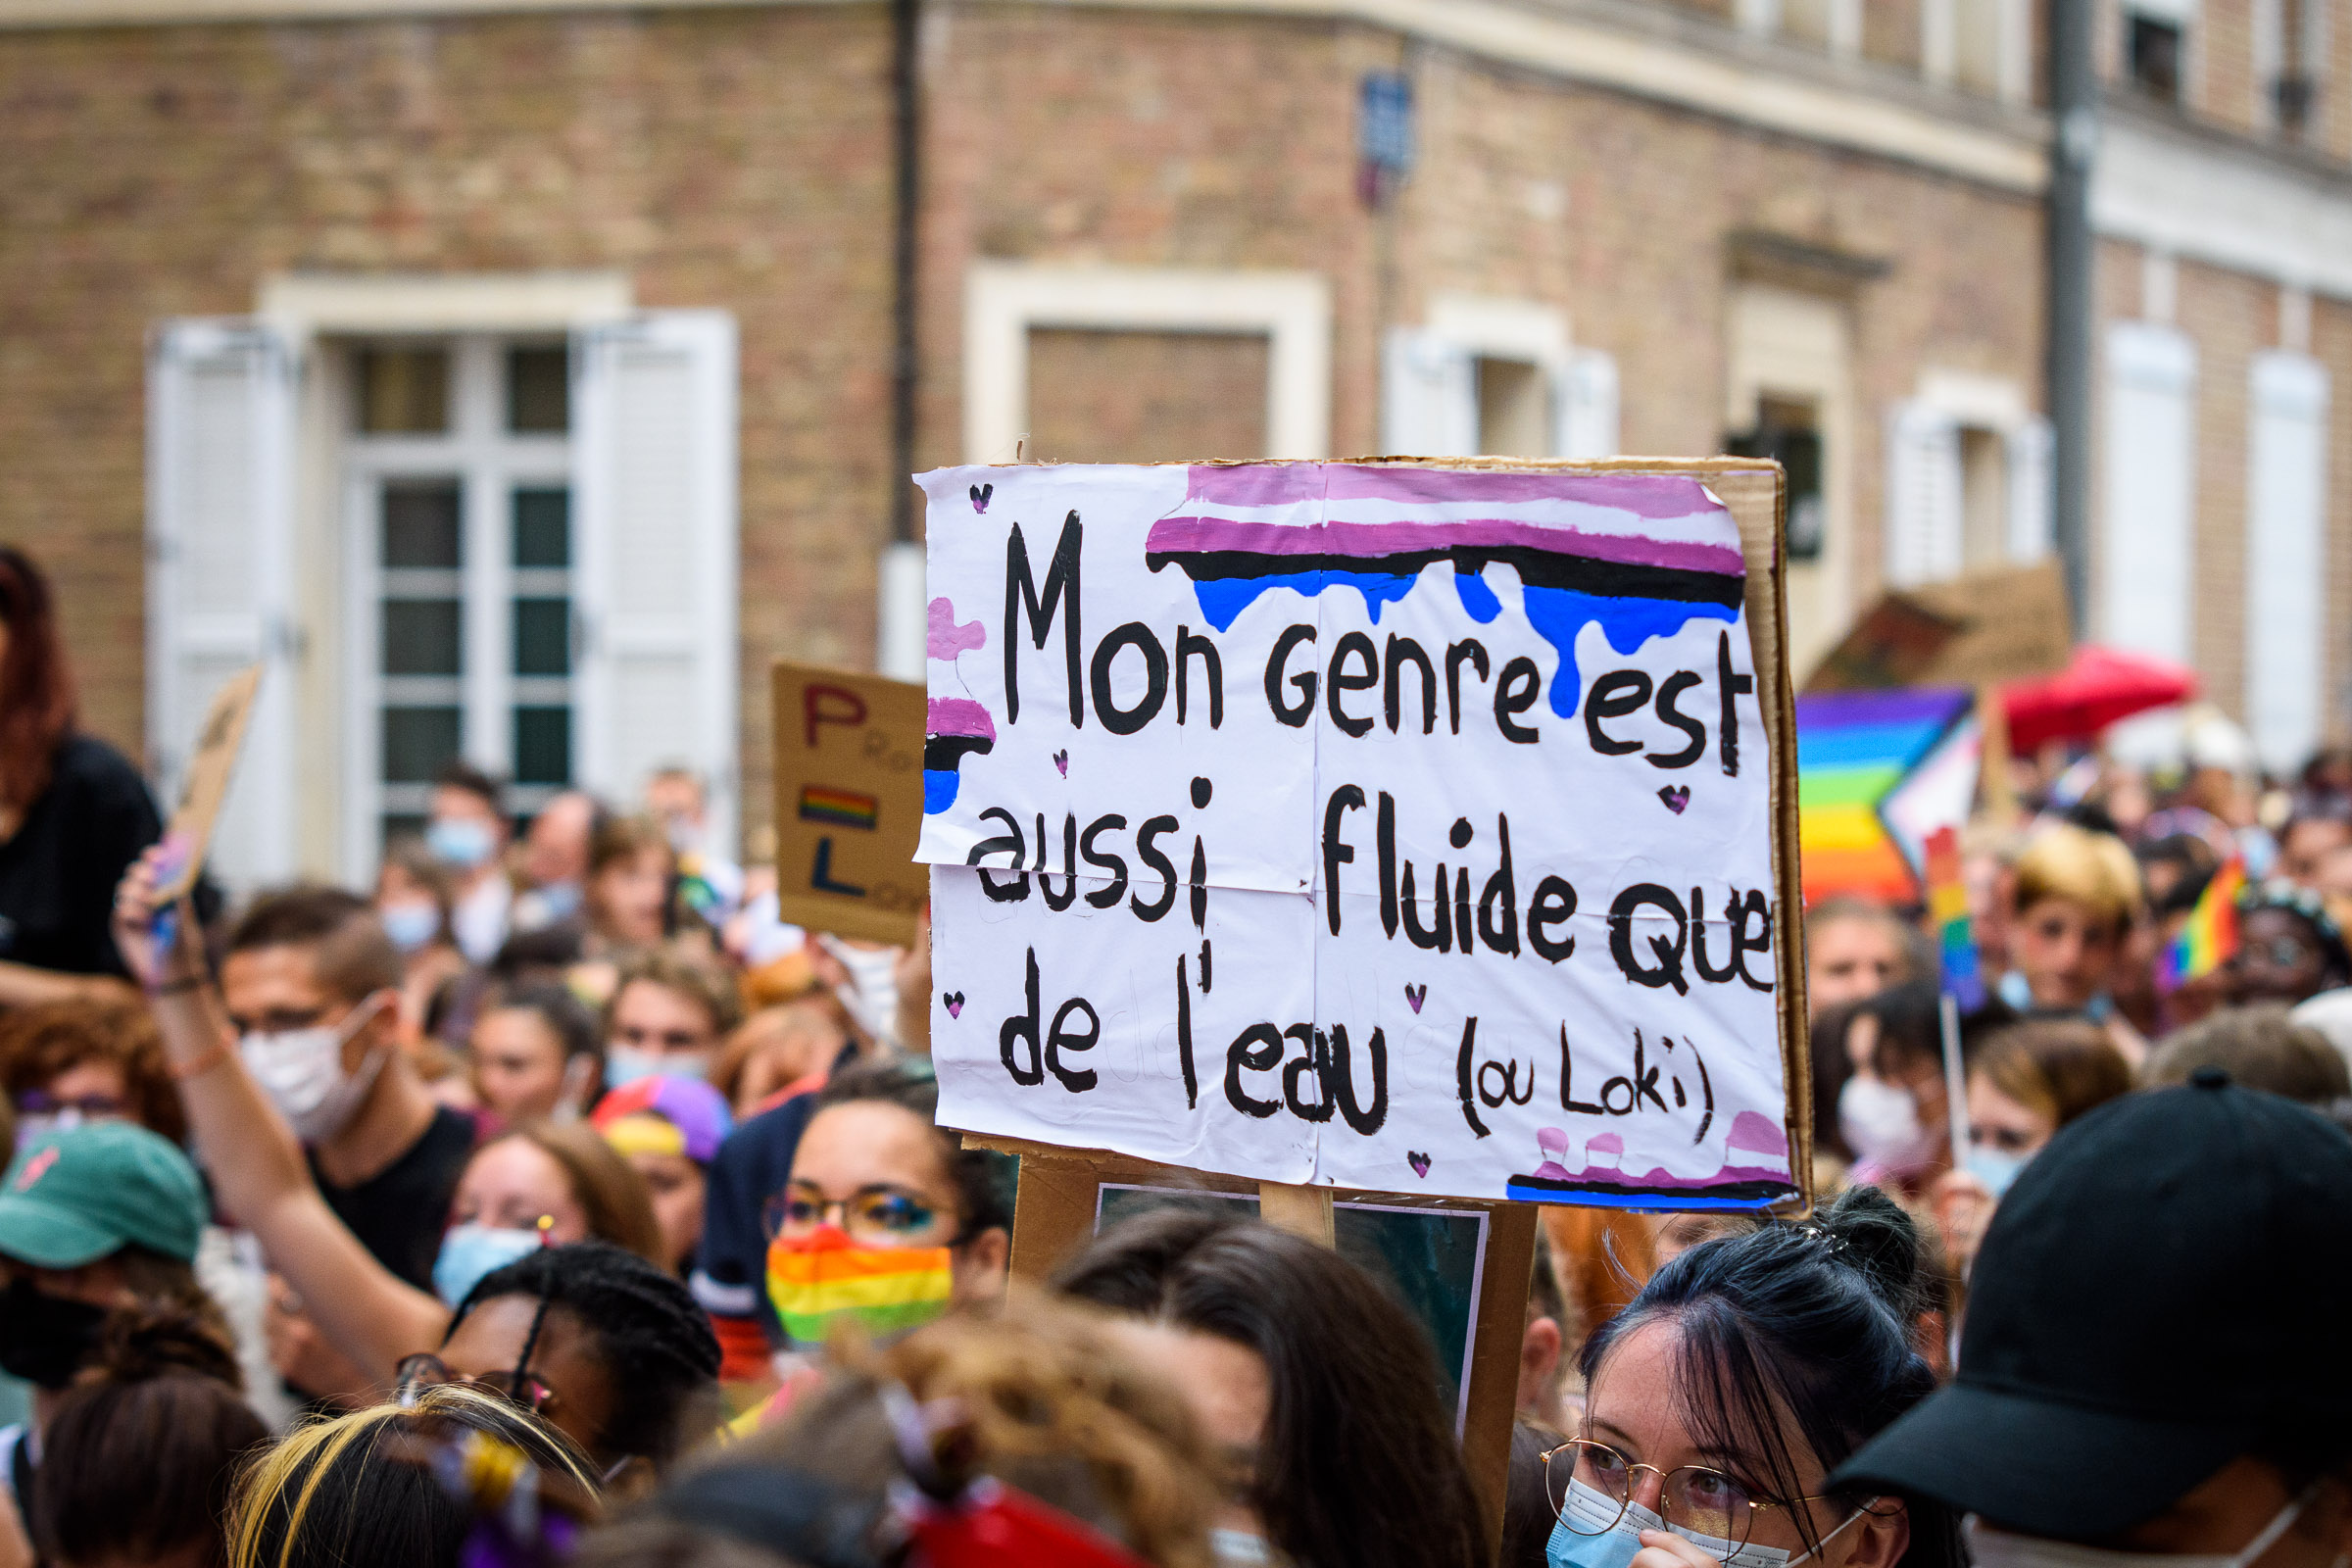 Mon genre est
aussi fluide que
de l'eau (ou Loki)
P
L